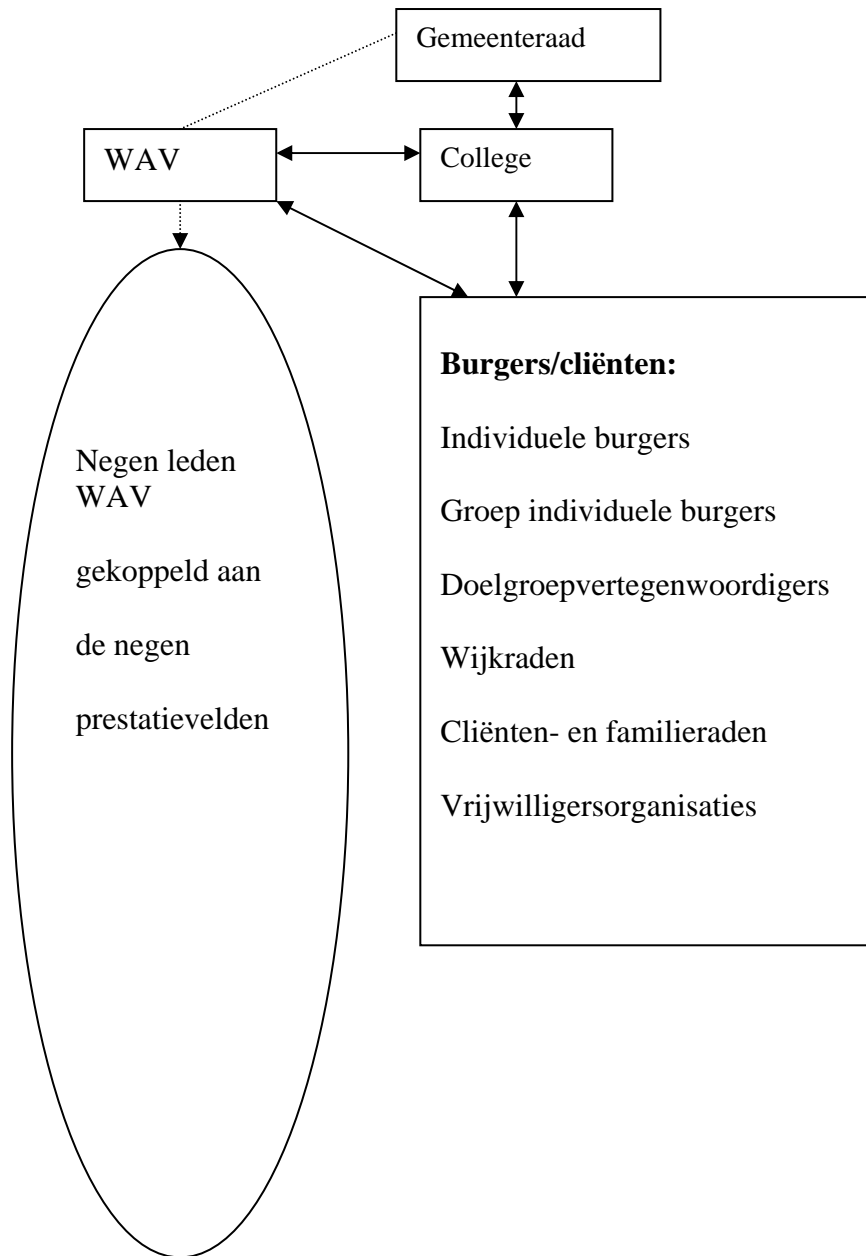 Gemeenteraad
WAV
College
Negen leden
WAV
gekoppeld aan
de negen
prestatievelden
Burgers/cliënten:
Individuele burgers
Groep individuele burgers
Doelgroepvertegenwoordigers
Wijkraden
Cliënten- en familieraden
Vrijwilligersorganisaties